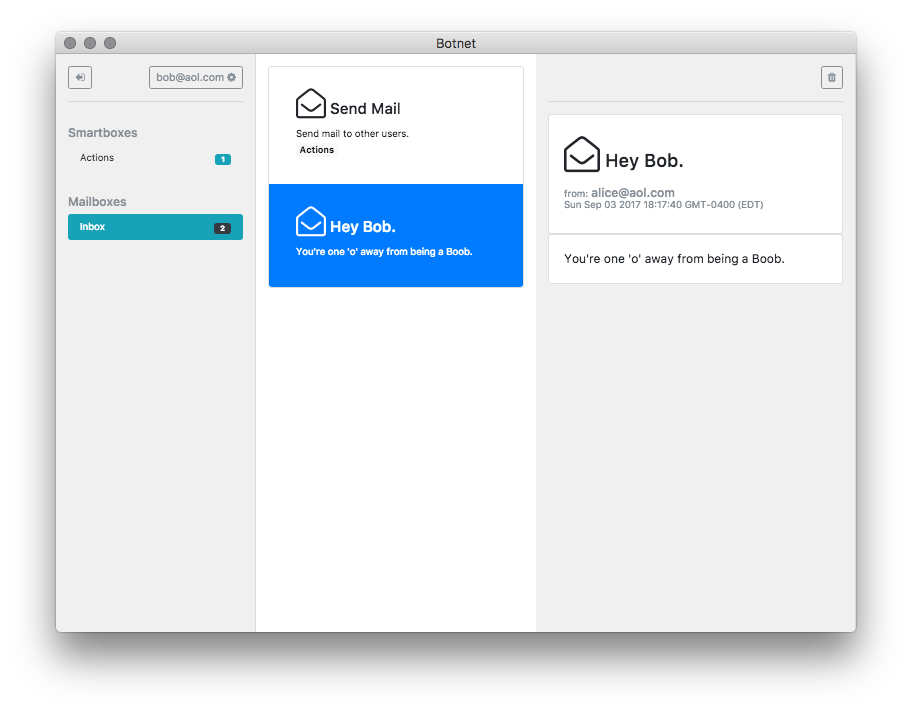 Botnet
bob@aol.com
Smartboxes
Actions 1
Mailboxes
Inbox 2
Send Mail
Send mail to other users.
Actions
Hey Bob.
You're one 'o' away from being a Boob.
Hey Bob.
from: alice@aol.com
Sun Sep 03 2017 18:17:40 GMT-0400 (EDT)
You're one 'o' away from being a Boob.